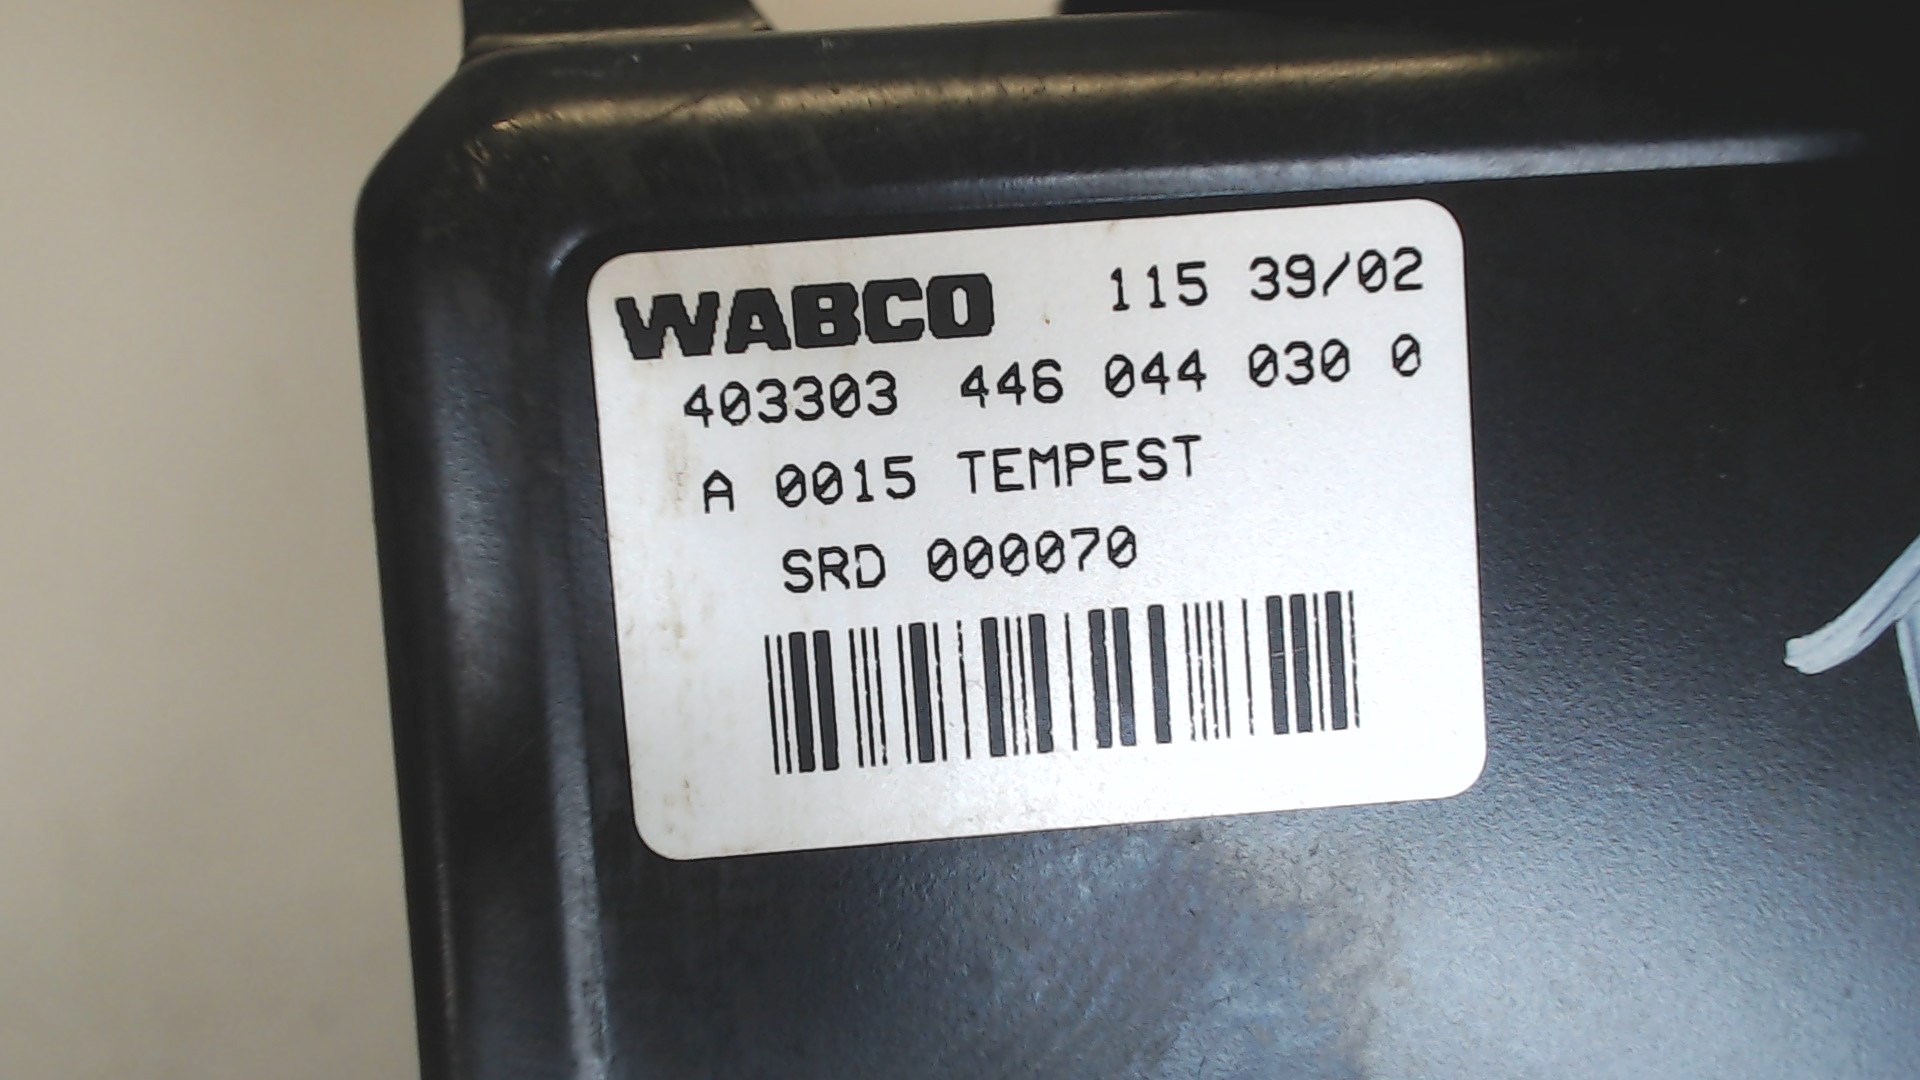 WABCO 115 39/02
403303 446 044 030 0
A 0015 TEMPEST
SRD 000070